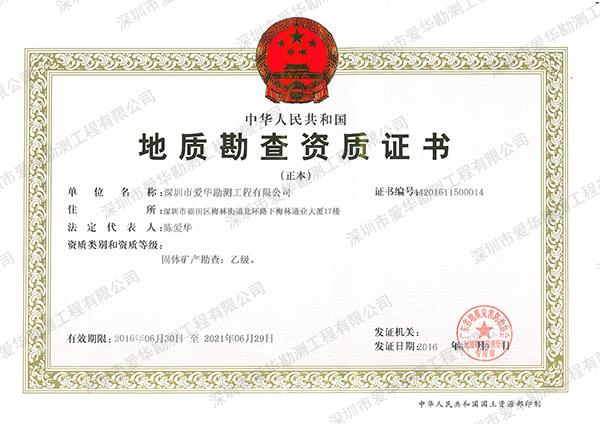 中华人民共和国
地质勘查资质证书
(正本)
单位名称:深圳市爱华勘测工程有限公司
证书编号:4201611500014
住所:深圳市福田区梅林街道北环路下梅林通业大厦17楼
法定代表人:陈爱华
资质类别和资质等级:
固体矿产勘查:乙级。
有效期限:2016年06月30日 至 2021年06月29日
发证机关:
发证日期:2016 年 月 日
中华人民共和国国土资源部印制
深圳市爱华勘测工程有限公司